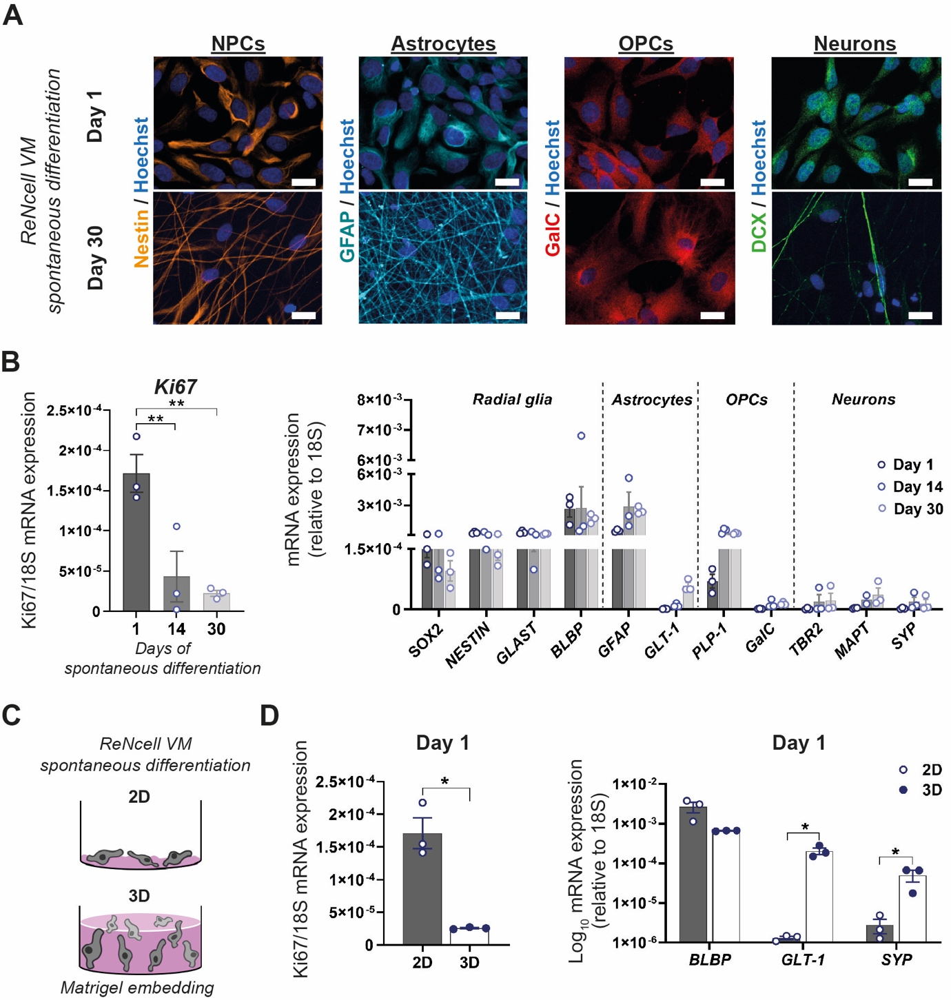 A
NPCs
Astrocytes
OPCs
Neurons
ReNcell VM
spontaneous differentiation
Day 1
Day 30
Nestin / Hoechst
GFAP / Hoechst
GalC / Hoechst
DCX / Hoechst
B
Ki67
Ki67/18S mRNA expression
2.5×10⁻⁴
2×10⁻⁴
1.5×10⁻⁴
1×10⁻⁴
5×10⁻⁵
0
**
**
1 14 30
Days of
spontaneous differentiation
mRNA expression
(relative to 18S)
8×10⁻³
7×10⁻³
6×10⁻³
6×10⁻³
3×10⁻³
1.5×10⁻⁴
0
Radial glia
Astrocytes
OPCs
Neurons
Day 1
Day 14
Day 30
SOX2
NESTIN
GLAST
BLBP
GFAP
GLT-1
PLP-1
GalC
TBR2
MAPT
SYP
C
ReNcell VM
spontaneous differentiation
2D
3D
Matrigel embedding
D
Day 1
Ki67/18S mRNA expression
2.5×10⁻⁴
2×10⁻⁴
1.5×10⁻⁴
1×10⁻⁴
5×10⁻⁵
0
*
2D 3D
Day 1
2D
3D
Log₁₀ mRNA expression
(relative to 18S)
1×10⁻²
1×10⁻³
1×10⁻⁴
1×10⁻⁵
1×10⁻⁶
*
*
BLBP GLT-1 SYP